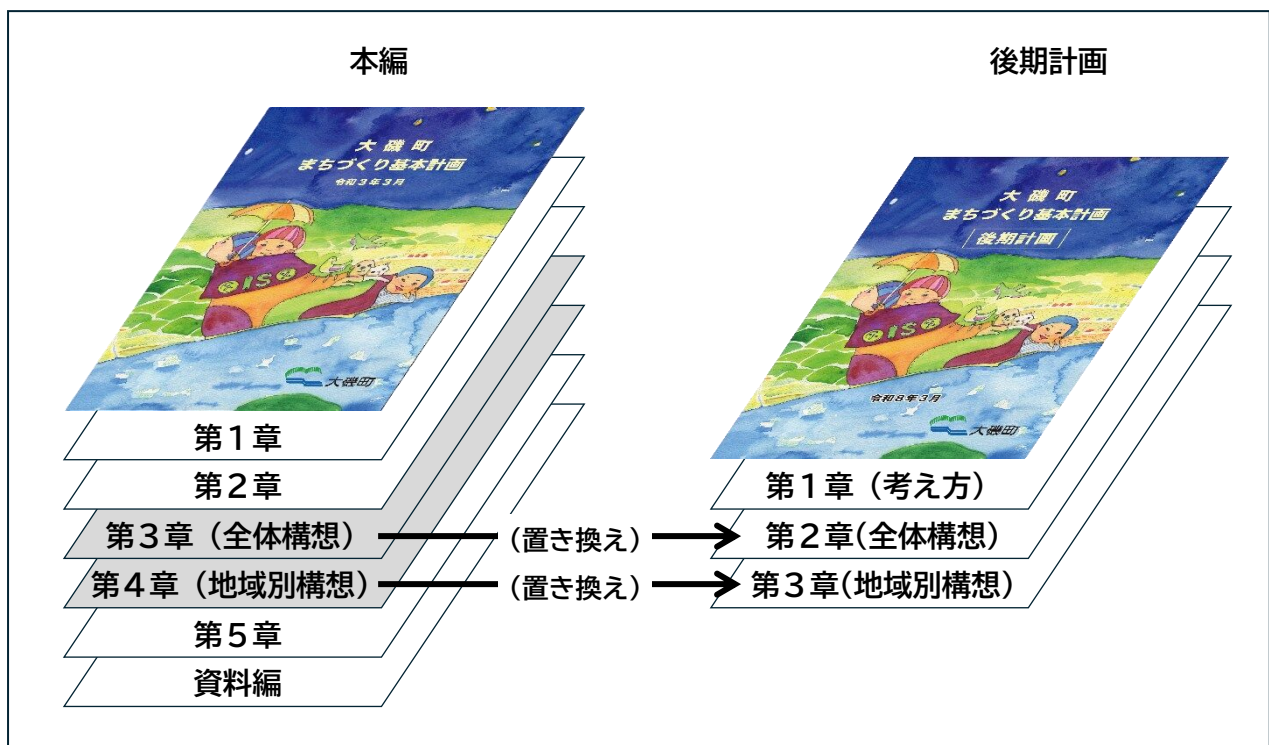 本編
大磯町
まちづくり基本計画
令和3年3月
OISO
大磯町
第1章
第2章
第3章（全体構想）
第4章（地域別構想）
第5章
資料編
（置き換え）
（置き換え）
後期計画
大磯町
まちづくり基本計画
後期計画
OISO
令和8年3月
大磯町
第1章（考え方）
第2章(全体構想）
第3章(地域別構想）